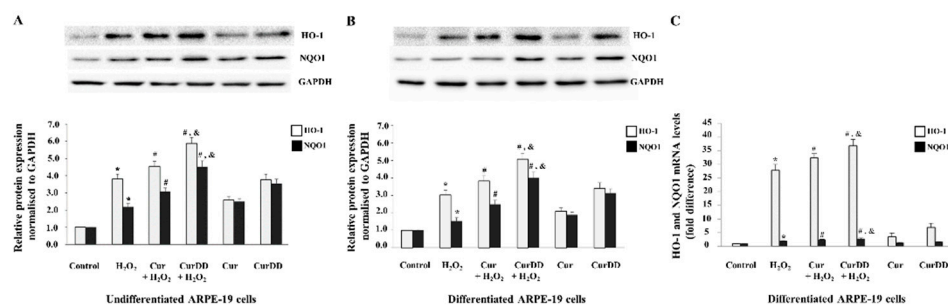 A
HO-1
NQO1
GAPDH
Relative protein expression
normalised to GAPDH
7.0
6.0
5.0
4.0
3.0
2.0
1.0
0.0
HO-1
NQO1
*
*
#
#
#, &
#, &
Control
H₂O₂
Cur
+ H₂O₂
CurDD
+ H₂O₂
Cur
CurDD
Undifferentiated ARPE-19 cells
B
HO-1
NQO1
GAPDH
Relative protein expression
normalised to GAPDH
7.0
6.0
5.0
4.0
3.0
2.0
1.0
0.0
HO-1
NQO1
*
*
#
#
#, &
#, &
Control
H₂O₂
Cur
+ H₂O₂
CurDD
+ H₂O₂
Cur
CurDD
Differentiated ARPE-19 cells
C
HO-1 and NQO1 mRNA levels
(fold difference)
45
35
30
25
20
15
10
5
0
HO-1
NQO1
*
*
#
#
#, &
#, &
Control
H₂O₂
Cur
+ H₂O₂
CurDD
+ H₂O₂
Cur
CurDD
Differentiated ARPE-19 cells